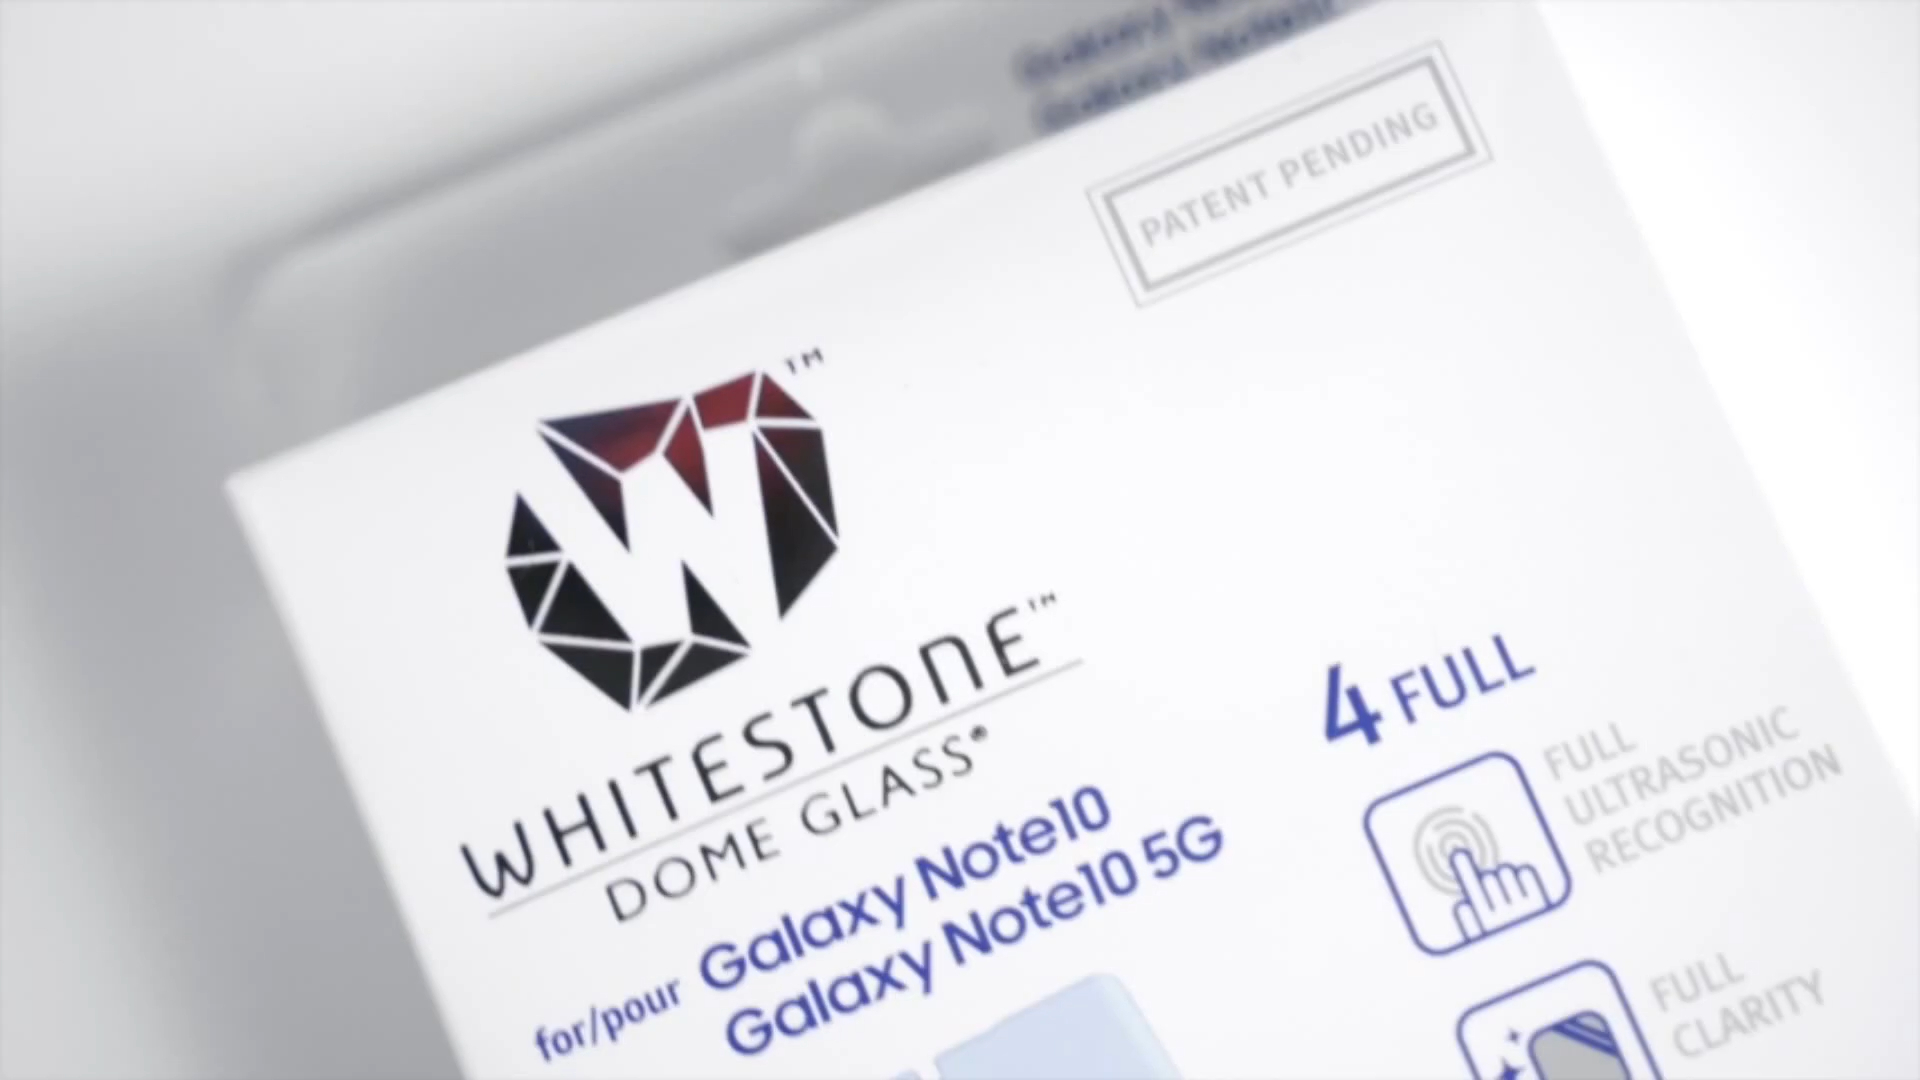 PATENT PENDING
W™
WHITESTONE™
DOME GLASS®
for/pour Galaxy Note10
Galaxy Note10 5G
4 FULL
FULL
ULTRASONIC
RECOGNITION
FULL
CLARITY